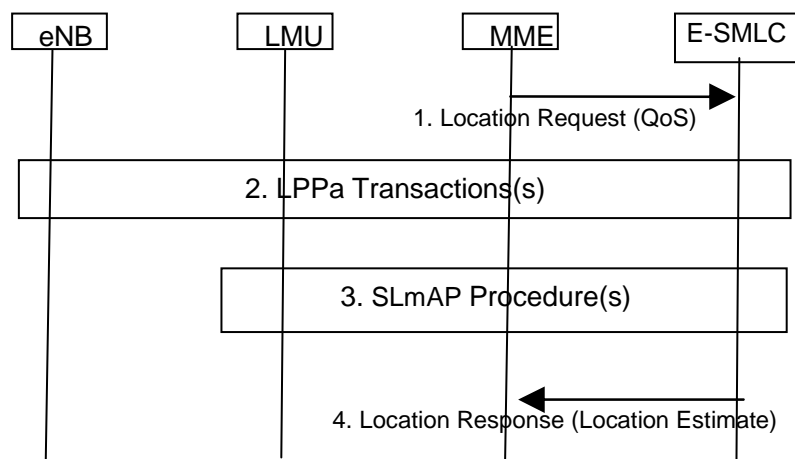 eNB
LMU
MME
E-SMLC
1. Location Request (QoS)
2. LPPa Transactions(s)
3. SLmAP Procedure(s)
4. Location Response (Location Estimate)